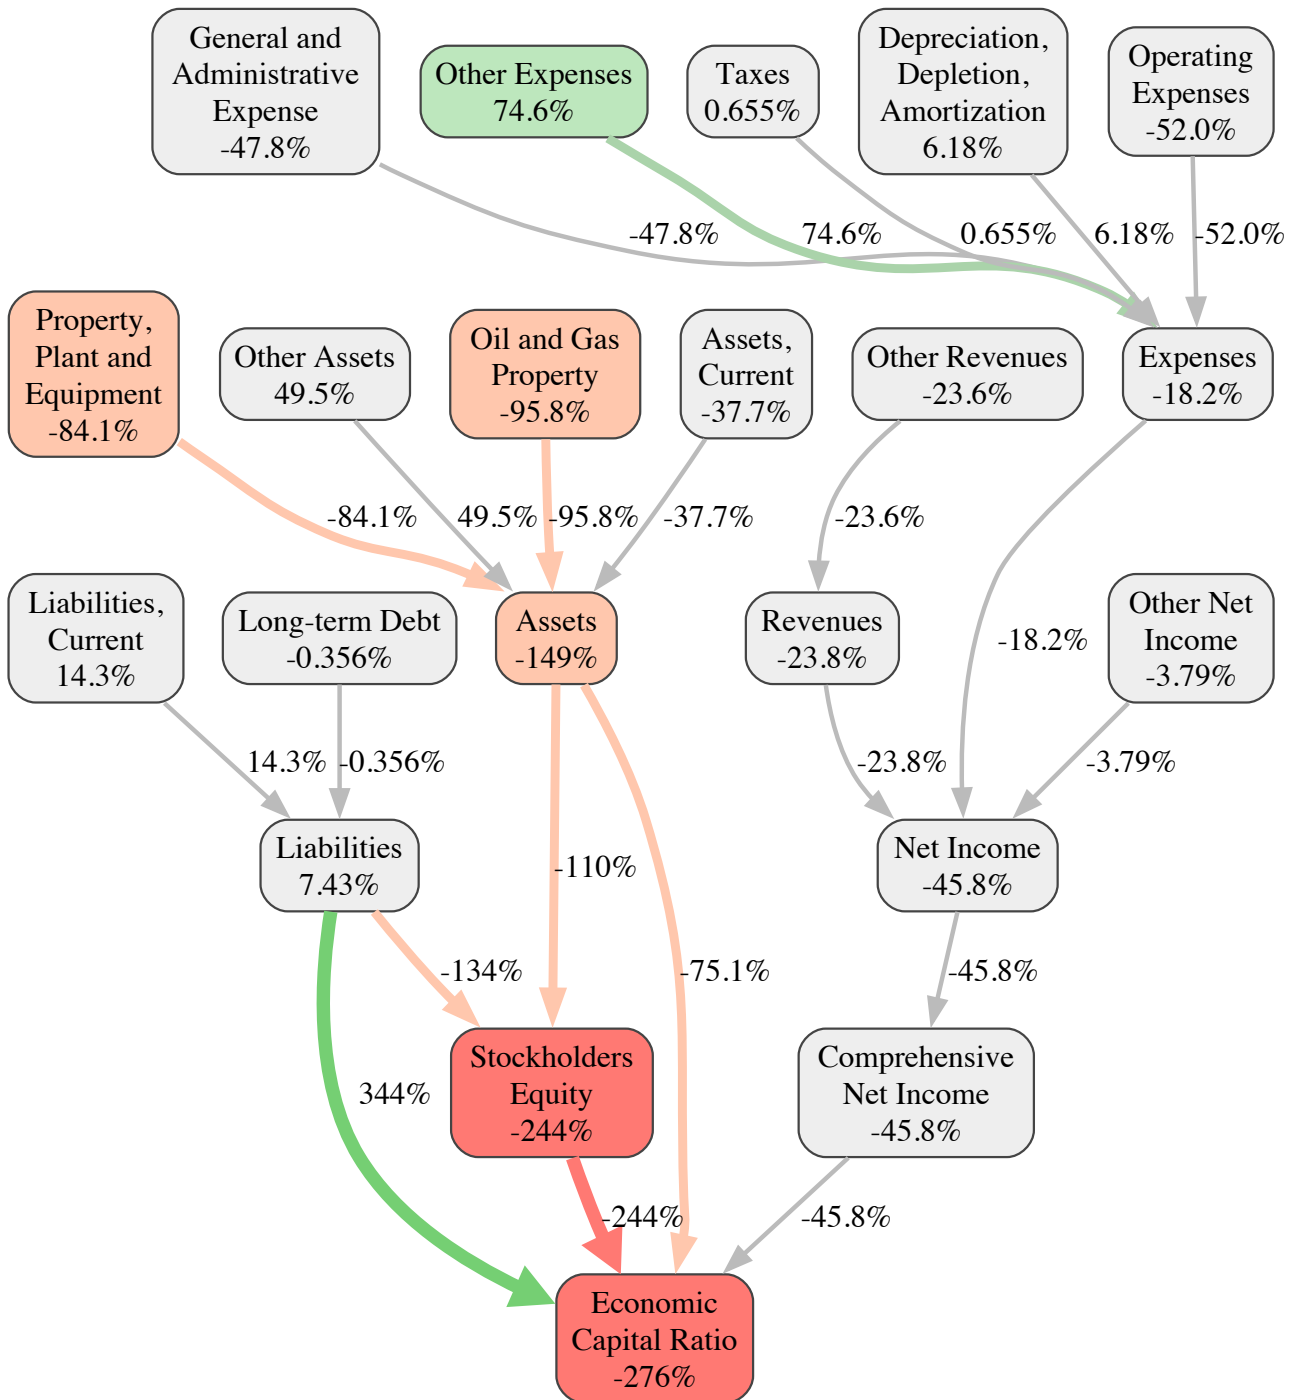 General and
Administrative
Expense
-47.8%
Other Expenses
74.6%
Taxes
0.655%
Depreciation,
Depletion,
Amortization
6.18%
Operating
Expenses
-52.0%
-47.8%
74.6%
0.655%
6.18%
-52.0%
Property,
Plant and
Equipment
-84.1%
Other Assets
49.5%
Oil and Gas
Property
-95.8%
Assets,
Current
-37.7%
Other Revenues
-23.6%
Expenses
-18.2%
-84.1%
49.5%
-95.8%
-37.7%
-23.6%
Liabilities,
Current
14.3%
Long-term Debt
-0.356%
Assets
-149%
Revenues
-23.8%
-18.2%
Other Net
Income
-3.79%
14.3%
-0.356%
-23.8%
-3.79%
Liabilities
7.43%
-110%
Net Income
-45.8%
-134%
-75.1%
-45.8%
344%
Stockholders
Equity
-244%
Comprehensive
Net Income
-45.8%
-244%
-45.8%
Economic
Capital Ratio
-276%